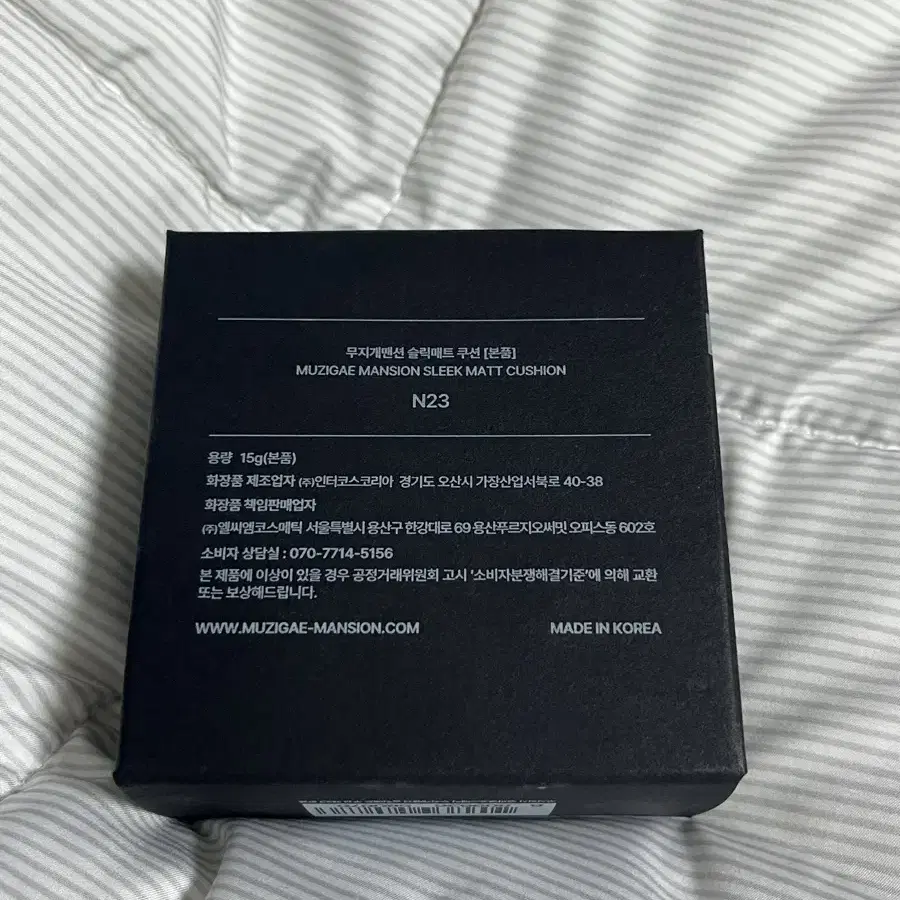 무지개맨션 슬릭매트 쿠션 [본품]
MUZIGAE MANSION SLEEK MATT CUSHION
N23
용량 15g(본품)
화장품 제조업자 (주)인터코스코리아 경기도 오산시 가장산업서북로 40-38
화장품 책임판매업자
(주)엘씨엠코스메틱 서울특별시 용산구 한강대로 69 용산푸르지오써밋 오피스동 602호
소비자 상담실 : 070-7714-5156
본 제품에 이상이 있을 경우 공정거래위원회 고시 '소비자분쟁해결기준'에 의해 교환
또는 보상해드립니다.
WWW.MUZIGAE-MANSION.COM
MADE IN KOREA